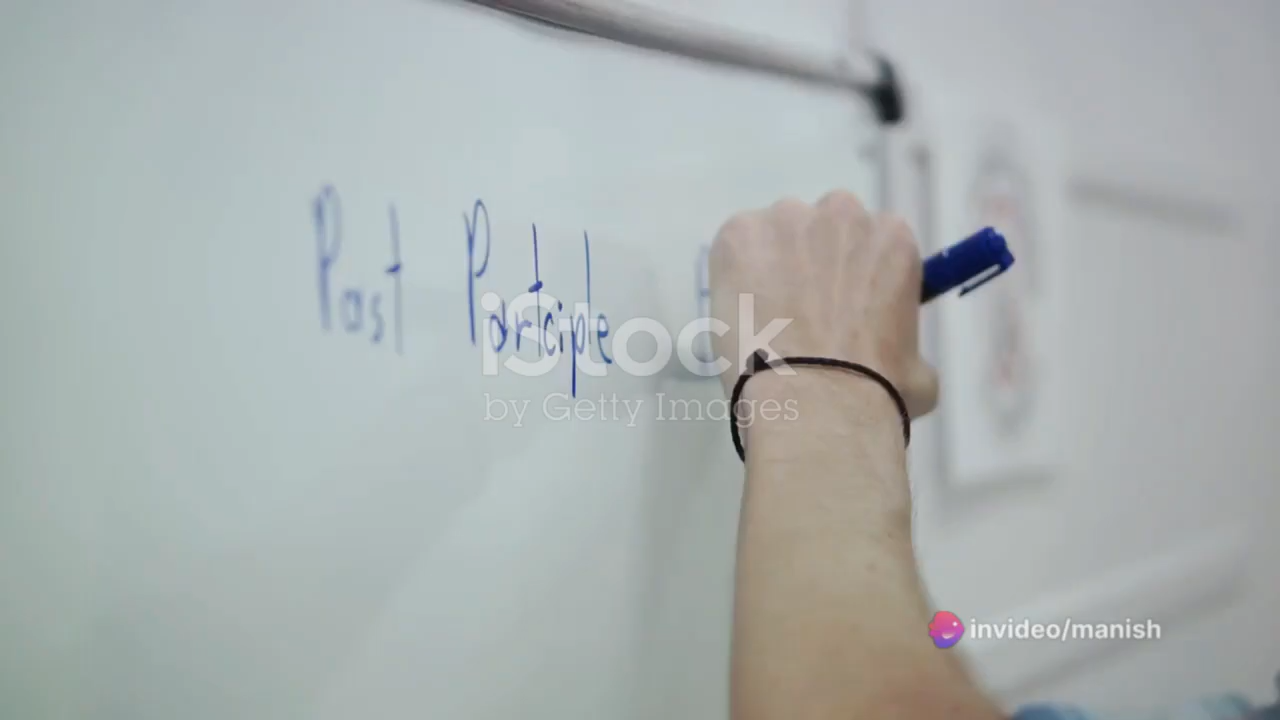 Past Participle
iStock
by Getty Images
invideo/manish